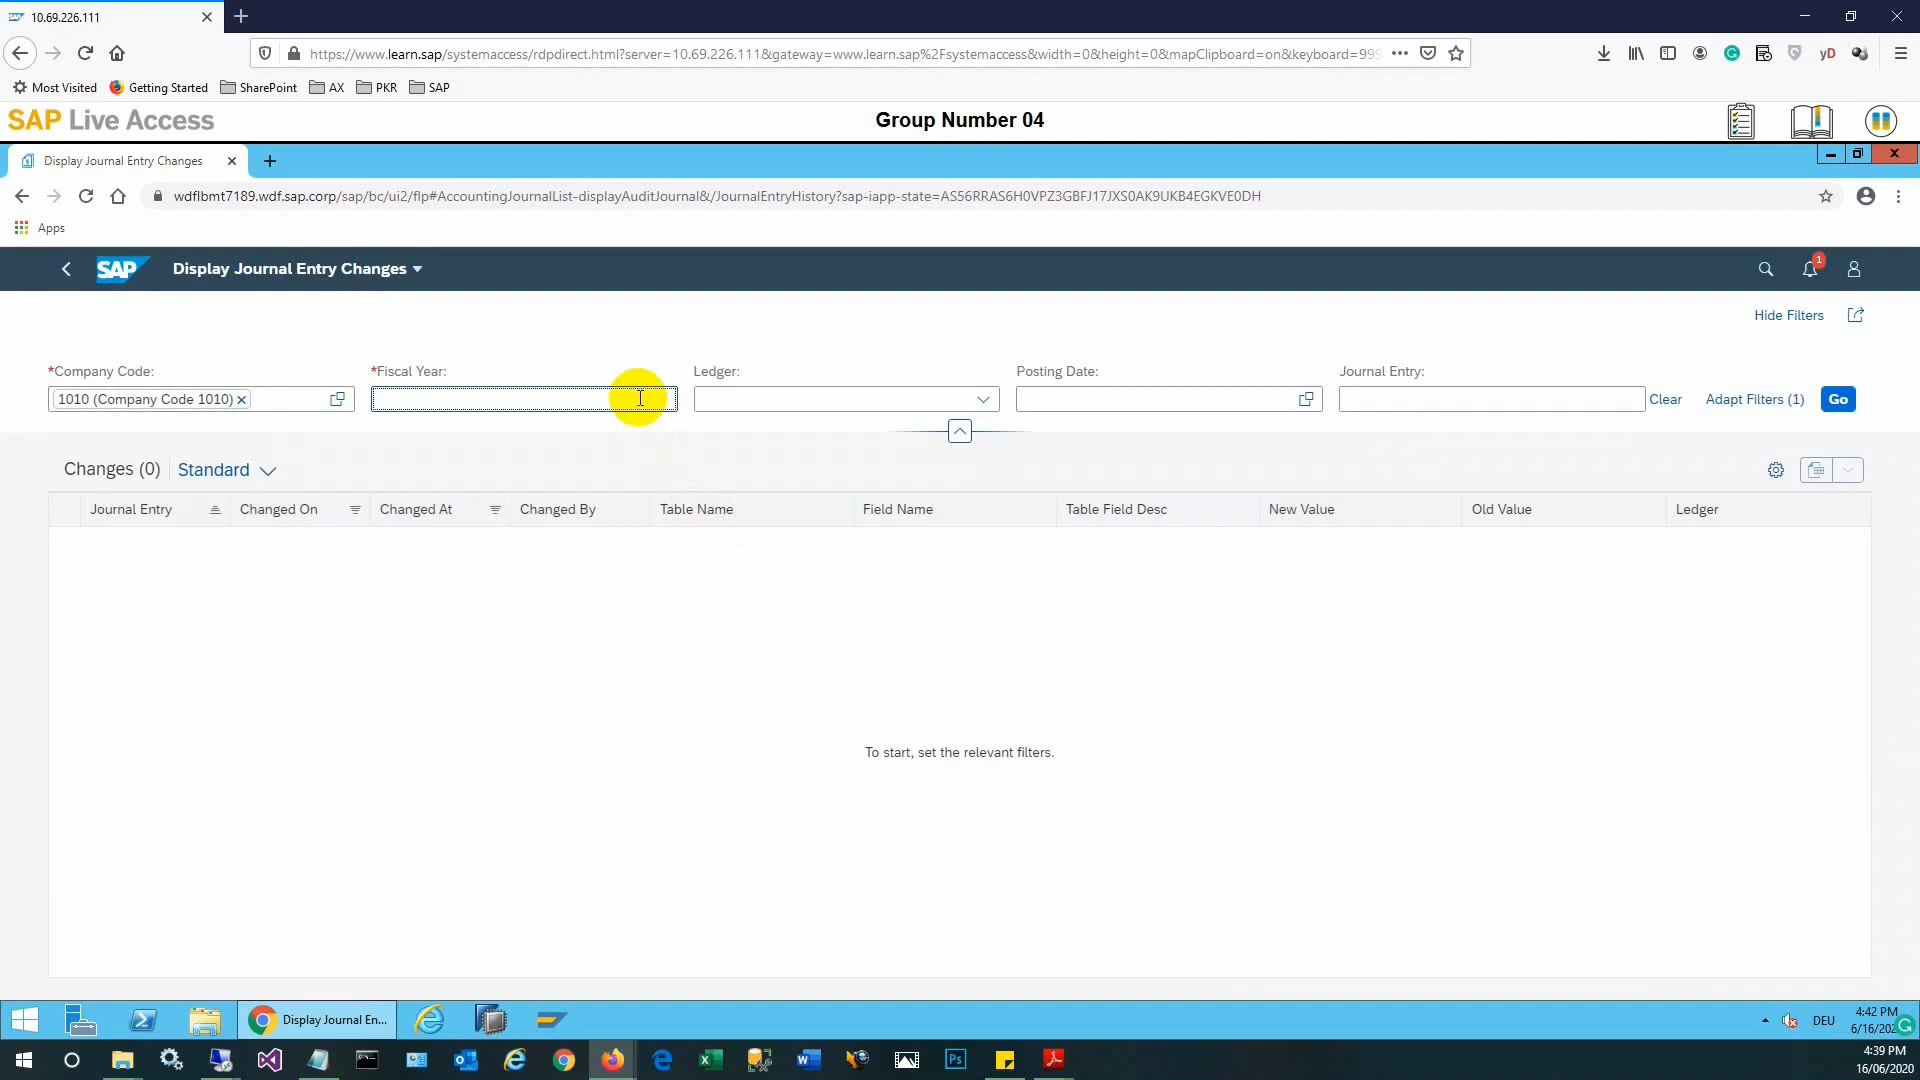 10.69.226.111
https://www.learn.sap/systemaccess/rdpdirect.html?server=10.69.226.111&gateway=www.learn.sap%2Fsystemaccess&width=0&height=0&mapClipboard=on&keyboard=999
yD
Most Visited Getting Started SharePoint AX PKR SAP
SAP Live Access
Group Number 04
Display Journal Entry Changes
wdflbmt7189.wdf.sap.corp/sap/bc/ui2/flp#AccountingJournalList-displayAuditJournal&/JournalEntryHistory?sap-iapp-state=AS56RRAS6H0VPZ3GBFJ17JXS0AK9UKB4EGKVE0DH
Apps
SAP Display Journal Entry Changes 1
Hide Filters
*Company Code: *Fiscal Year: Ledger: Posting Date: Journal Entry:
1010 (Company Code 1010) Clear Adapt Filters (1) Go
Changes (0) Standard
Journal Entry Changed On Changed At Changed By Table Name Field Name Table Field Desc New Value Old Value Ledger
To start, set the relevant filters.
Display Journal En... DEU
4:42 PM
4:39 PM
16/06/2020